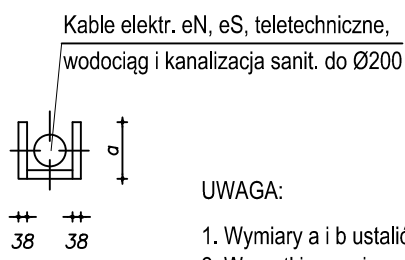 Kable elektr. eN, eS, teletechniczne,
wodociąg i kanalizacja sanit. do Ø200
a
38 38
UWAGA:
1. Wymiary a i b ustalić